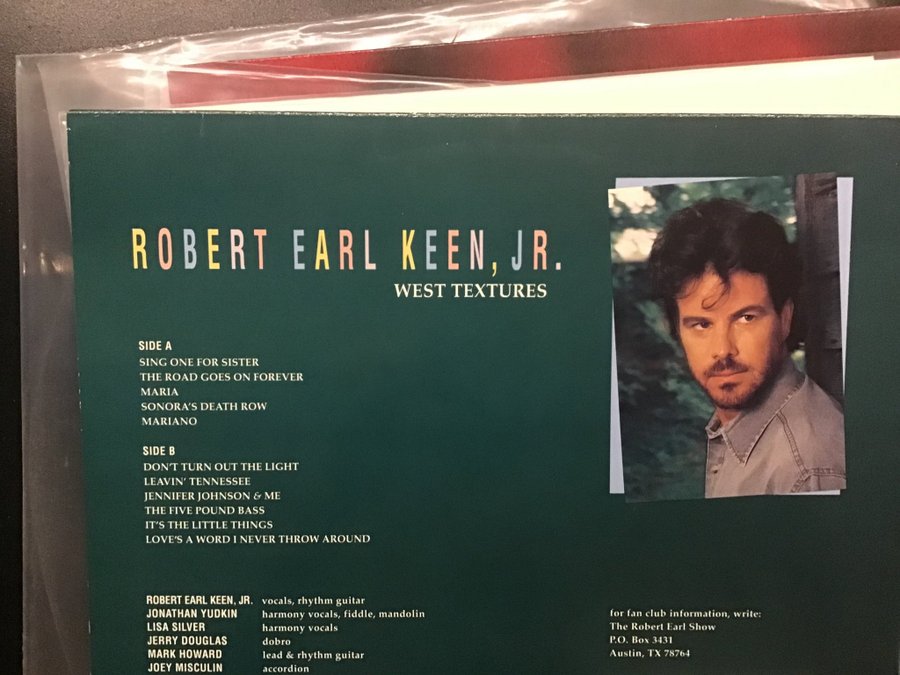 ROBERT EARL KEEN, JR.
WEST TEXTURES
SIDE A
SING ONE FOR SISTER
THE ROAD GOES ON FOREVER
MARIA
SONORA'S DEATH ROW
MARIANO
SIDE B
DON'T TURN OUT THE LIGHT
LEAVIN' TENNESSEE
JENNIFER JOHNSON & ME
THE FIVE POUND BASS
IT'S THE LITTLE THINGS
LOVE'S A WORD I NEVER THROW AROUND
ROBERT EARL KEEN, JR. vocals, rhythm guitar
JONATHAN YUDKIN harmony vocals, fiddle, mandolin
LISA SILVER harmony vocals
JERRY DOUGLAS dobro
MARK HOWARD lead & rhythm guitar
JOEY MISCULIN accordion
for fan club information, write:
The Robert Earl Show
P.O. Box 3431
Austin, TX 78764